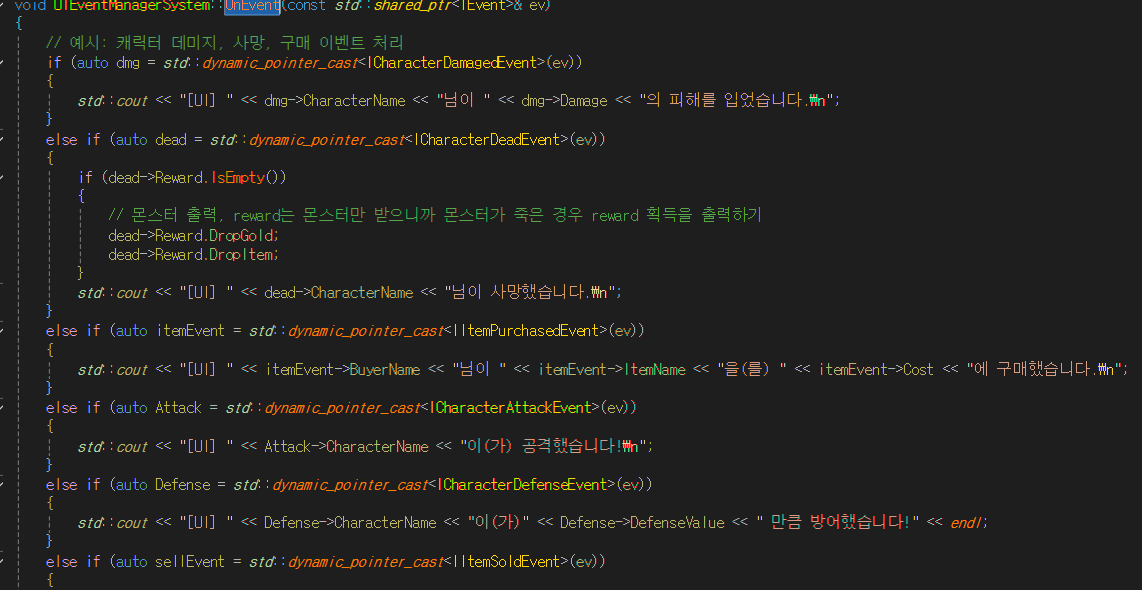 void UIEventManagerSystem::OnEvent(const std::shared_ptr<IEvent>& ev)
{
// 예시: 캐릭터 데미지, 사망, 구매 이벤트 처리
if (auto dmg = std::dynamic_pointer_cast<ICharacterDamagedEvent>(ev))
{
std::cout << "[UI] " << dmg->CharacterName << "님이 " << dmg->Damage << "의 피해를 입었습니다.₩n";
}
else if (auto dead = std::dynamic_pointer_cast<ICharacterDeadEvent>(ev))
{
if (dead->Reward.IsEmpty())
{
// 몬스터 출력, reward는 몬스터만 받으니까 몬스터가 죽은 경우 reward 획득을 출력하기
dead->Reward.DropGold;
dead->Reward.DropItem;
}
std::cout << "[UI] " << dead->CharacterName << "님이 사망했습니다.₩n";
}
else if (auto itemEvent = std::dynamic_pointer_cast<IItemPurchasedEvent>(ev))
{
std::cout << "[UI] " << itemEvent->BuyerName << "님이 " << itemEvent->ItemName << "을(를) " << itemEvent->Cost << "에 구매했습니다.₩n";
}
else if (auto Attack = std::dynamic_pointer_cast<ICharacterAttackEvent>(ev))
{
std::cout << "[UI] " << Attack->CharacterName << "이(가) 공격했습니다!₩n";
}
else if (auto Defense = std::dynamic_pointer_cast<ICharacterDefenseEvent>(ev))
{
std::cout << "[UI] " << Defense->CharacterName << "이(가)" << Defense->DefenseValue << " 만큼 방어했습니다!" << endl;
}
else if (auto sellEvent = std::dynamic_pointer_cast<IItemSoldEvent>(ev))
{